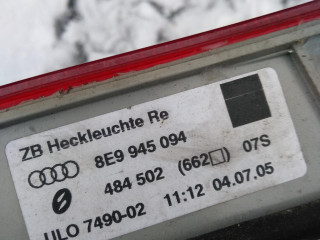 ZB Heckleuchte Re
8E9 945 094
484 502 (662□) 07S
ULO 7490-02 11:12 04.07.05